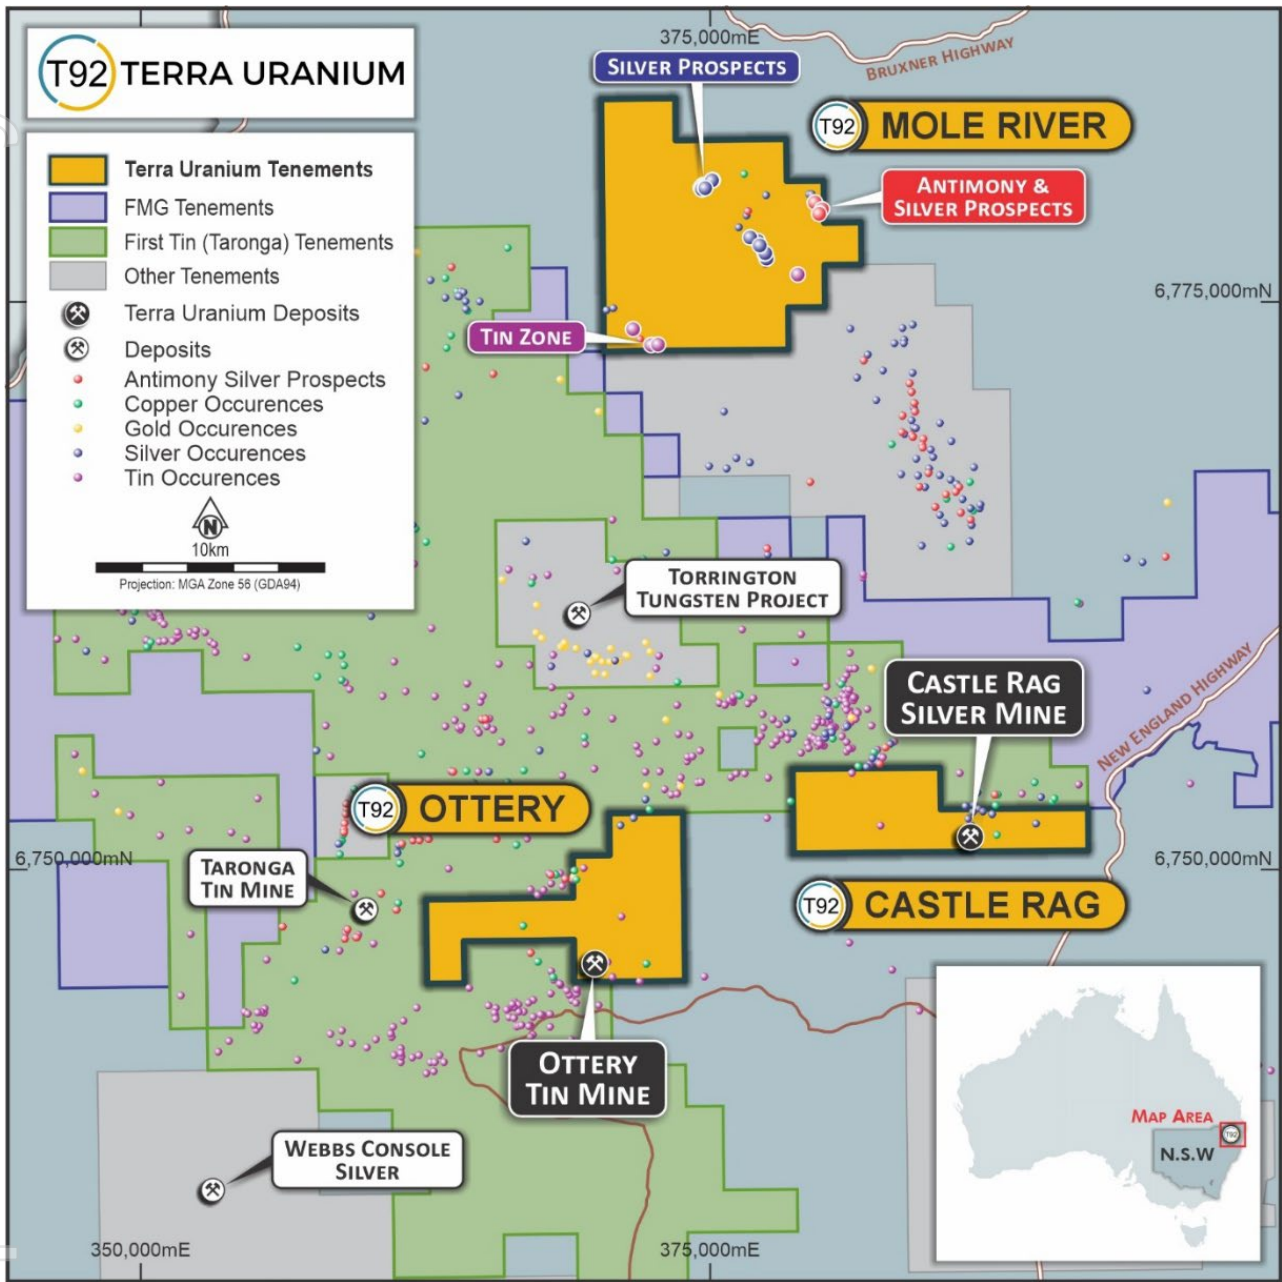 T92 TERRA URANIUM
Terra Uranium Tenements
FMG Tenements
First Tin (Taronga) Tenements
Other Tenements
Terra Uranium Deposits
Deposits
Antimony Silver Prospects
Copper Occurences
Gold Occurences
Silver Occurences
Tin Occurences
N
10km
Projection: MGA Zone 56 (GDA94)
375,000mE
BRUXNER HIGHWAY
SILVER PROSPECTS
T92 MOLE RIVER
ANTIMONY &
SILVER PROSPECTS
6,775,000mN
TIN ZONE
TORRINGTON
TUNGSTEN PROJECT
CASTLE RAG
SILVER MINE
NEW ENGLAND HIGHWAY
T92 OTTERY
6,750,000mN
6,750,000mN
TARONGA
TIN MINE
T92 CASTLE RAG
OTTERY
TIN MINE
MAP AREA
T92
N.S.W
WEBBS CONSOLE
SILVER
350,000mE
375,000mE